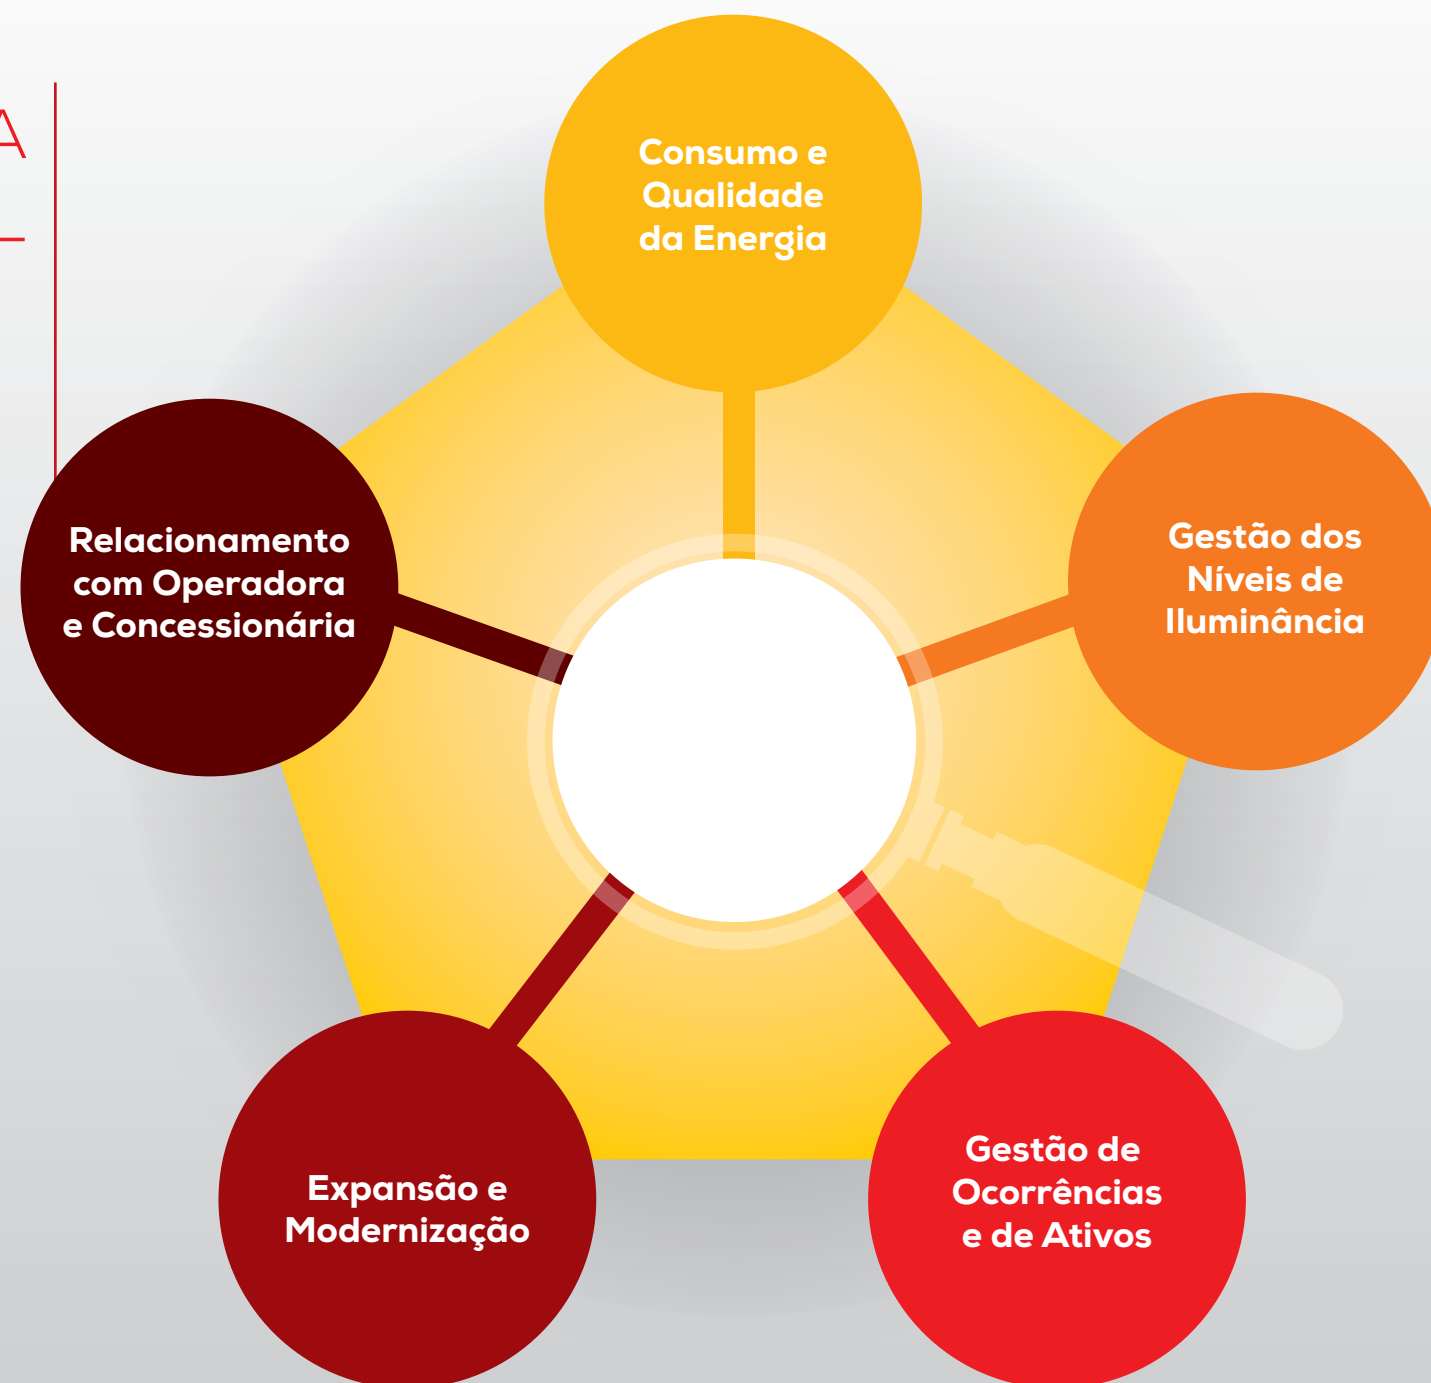 A
Consumo e
Qualidade
da Energia
Gestão dos
Níveis de
Iluminância
Gestão de
Ocorrências
e de Ativos
Expansão e
Modernização
Relacionamento
com Operadora
e Concessionária